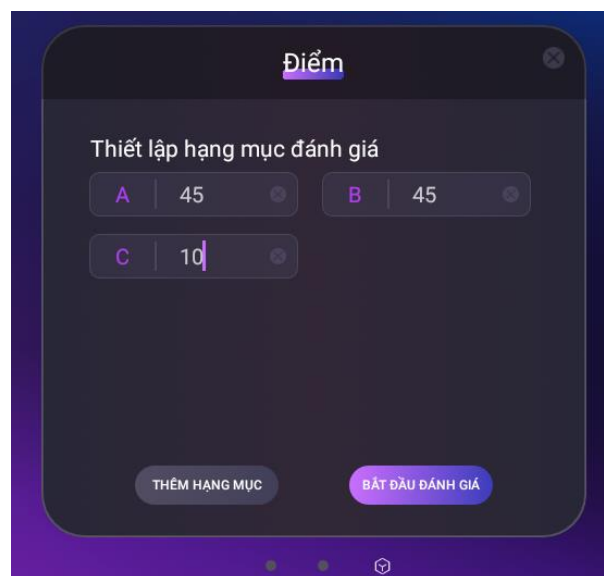 Điểm
Thiết lập hạng mục đánh giá
A 45 B 45
C 10
THÊM HẠNG MỤC BẮT ĐẦU ĐÁNH GIÁ